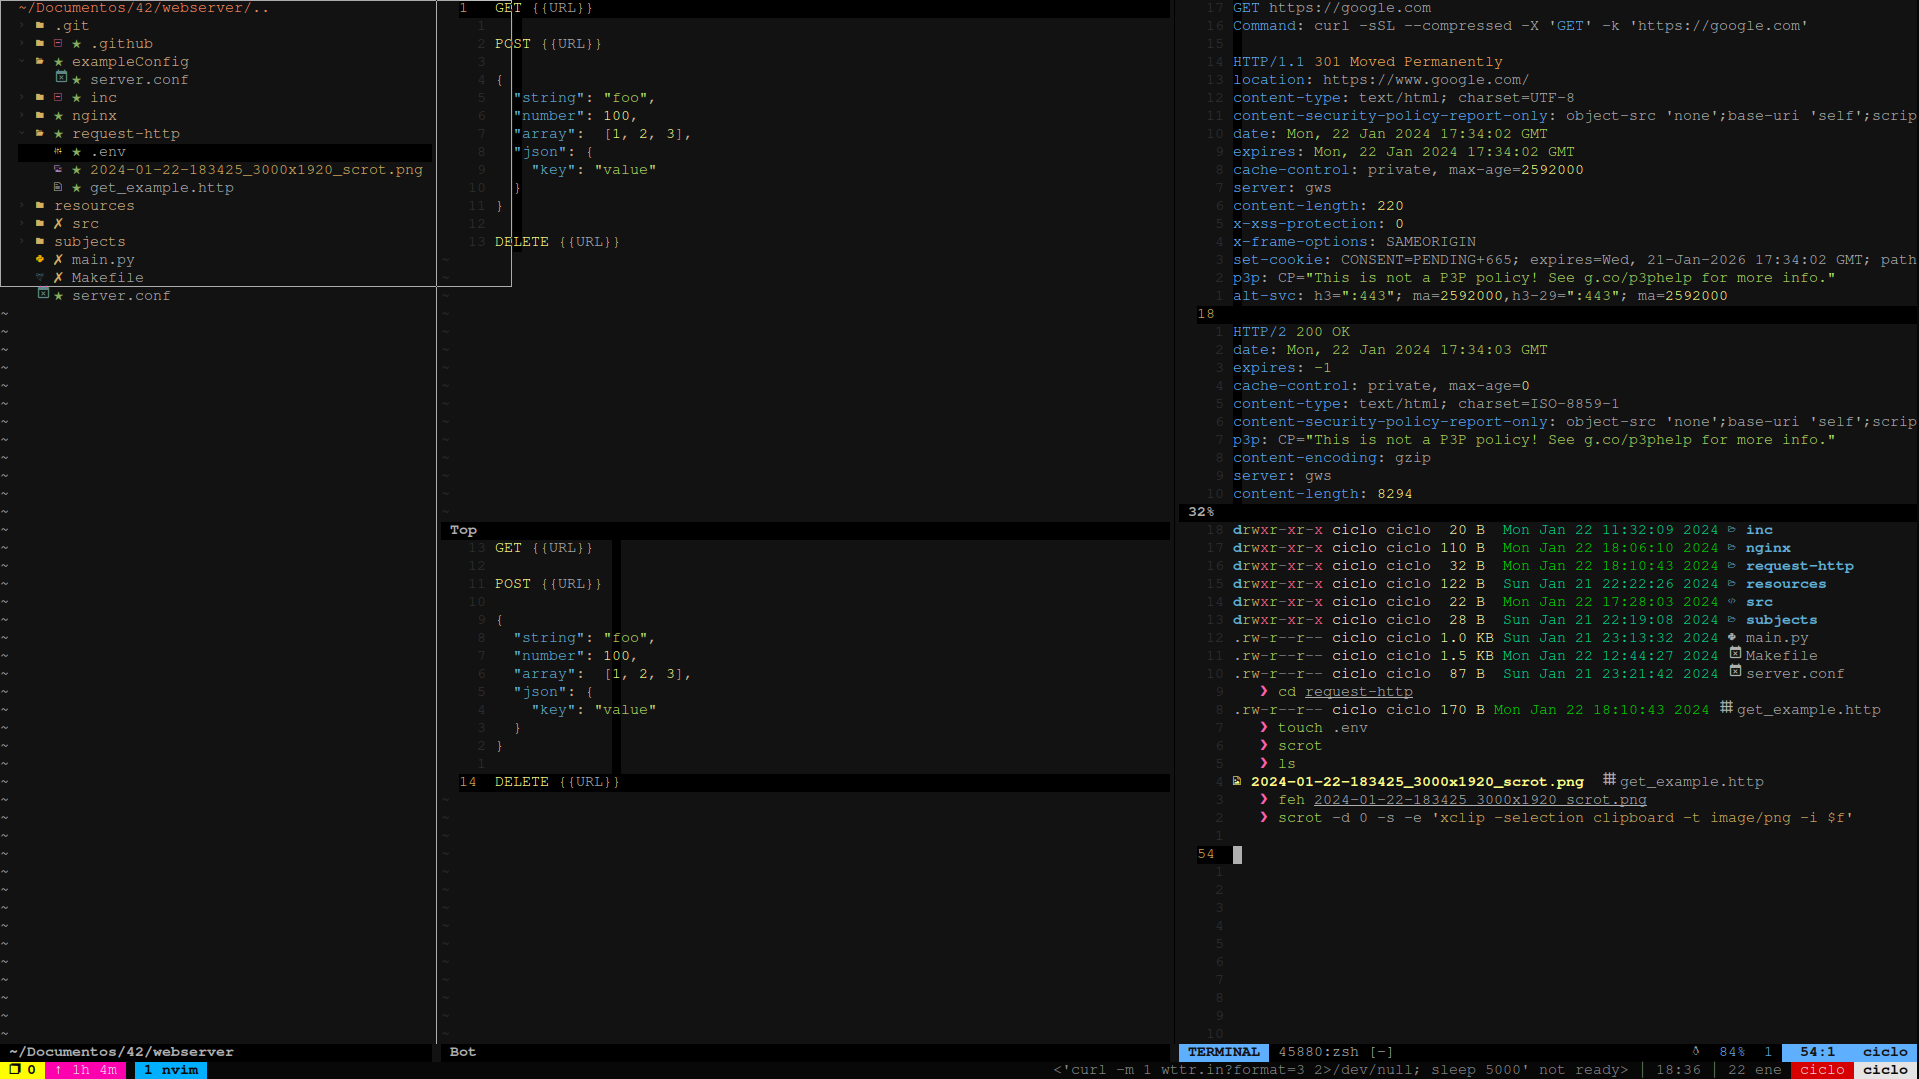 ~/Documentos/42/webserver/..
.git
.github
exampleConfig
server.conf
inc
nginx
request-http
.env
2024-01-22-183425_3000x1920_scrot.png
get_example.http
resources
src
subjects
main.py
Makefile
server.conf
~/Documentos/42/webserver
1 GET {{URL}}
1
2 POST {{URL}}
3
4 {
5 "string": "foo",
6 "number": 100,
7 "array":  [1, 2, 3],
8 "json": {
9 "key": "value"
10 }
11 }
12
13 DELETE {{URL}}
Top
13 GET {{URL}}
12
11 POST {{URL}}
10
9 {
8 "string": "foo",
7 "number": 100,
6 "array":  [1, 2, 3],
5 "json": {
4 "key": "value"
3 }
2 }
1
14 DELETE {{URL}}
Bot
17 GET https://google.com
16 Command: curl -sSL --compressed -X 'GET' -k 'https://google.com'
15
14 HTTP/1.1 301 Moved Permanently
13 location: https://www.google.com/
12 content-type: text/html; charset=UTF-8
11 content-security-policy-report-only: object-src 'none';base-uri 'self';scrip
10 date: Mon, 22 Jan 2024 17:34:02 GMT
9 expires: Mon, 22 Jan 2024 17:34:02 GMT
8 cache-control: private, max-age=2592000
7 server: gws
6 content-length: 220
5 x-xss-protection: 0
4 x-frame-options: SAMEORIGIN
3 set-cookie: CONSENT=PENDING+665; expires=Wed, 21-Jan-2026 17:34:02 GMT; path
2 p3p: CP="This is not a P3P policy! See g.co/p3phelp for more info."
1 alt-svc: h3=":443"; ma=2592000,h3-29=":443"; ma=2592000
18
1 HTTP/2 200 OK
2 date: Mon, 22 Jan 2024 17:34:03 GMT
3 expires: -1
4 cache-control: private, max-age=0
5 content-type: text/html; charset=ISO-8859-1
6 content-security-policy-report-only: object-src 'none';base-uri 'self';scrip
7 p3p: CP="This is not a P3P policy! See g.co/p3phelp for more info."
8 content-encoding: gzip
9 server: gws
10 content-length: 8294
32%
18 drwxr-xr-x ciclo ciclo  20 B  Mon Jan 22 11:32:09 2024 inc
17 drwxr-xr-x ciclo ciclo 110 B  Mon Jan 22 18:06:10 2024 nginx
16 drwxr-xr-x ciclo ciclo  32 B  Mon Jan 22 18:10:43 2024 request-http
15 drwxr-xr-x ciclo ciclo 122 B  Sun Jan 21 22:22:26 2024 resources
14 drwxr-xr-x ciclo ciclo  22 B  Mon Jan 22 17:28:03 2024 src
13 drwxr-xr-x ciclo ciclo  28 B  Sun Jan 21 22:19:08 2024 subjects
12 .rw-r--r-- ciclo ciclo 1.0 KB Sun Jan 21 23:13:32 2024 main.py
11 .rw-r--r-- ciclo ciclo 1.5 KB Mon Jan 22 12:44:27 2024 Makefile
10 .rw-r--r-- ciclo ciclo  87 B  Sun Jan 21 23:21:42 2024 server.conf
9 ❯ cd request-http
8 .rw-r--r-- ciclo ciclo 170 B Mon Jan 22 18:10:43 2024 get_example.http
7 ❯ touch .env
6 ❯ scrot
5 ❯ ls
4 2024-01-22-183425_3000x1920_scrot.png get_example.http
3 ❯ feh 2024-01-22-183425_3000x1920_scrot.png
2 ❯ scrot -d 0 -s -e 'xclip -selection clipboard -t image/png -i $f'
1
54
1
2
3
4
5
6
7
8
9
10
TERMINAL 45880:zsh [-] 84% 1 54:1 ciclo
0 ↑ 1h 4m 1 nvim <'curl -m 1 wttr.in?format=3 2>/dev/null; sleep 5000' not ready> | 18:36 | 22 ene ciclo ciclo